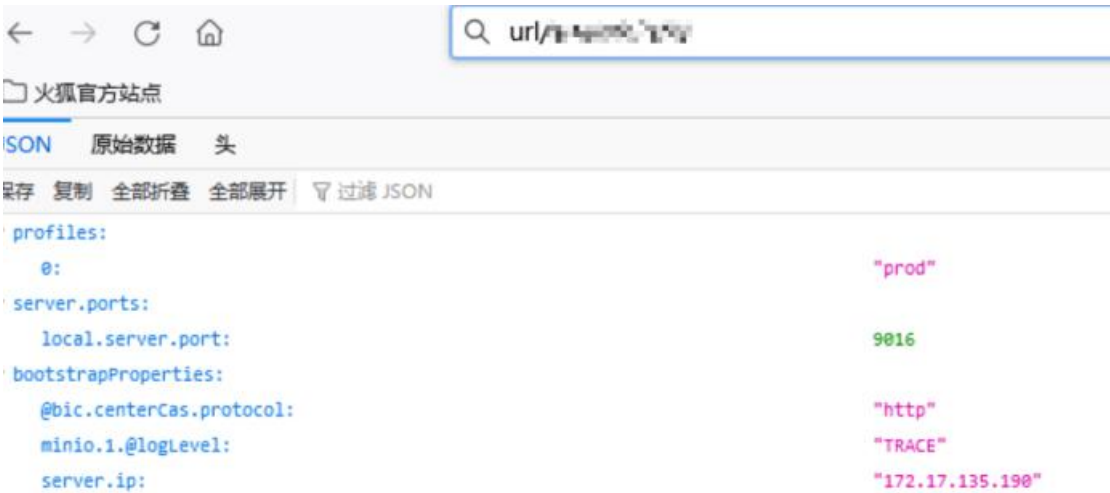 url/
火狐官方站点
JSON 原始数据 头
保存 复制 全部折叠 全部展开 过滤 JSON
profiles:
0: "prod"
server.ports:
local.server.port: 9016
bootstrapProperties:
@bic.centerCas.protocol: "http"
minio.1.@logLevel: "TRACE"
server.ip: "172.17.135.190"